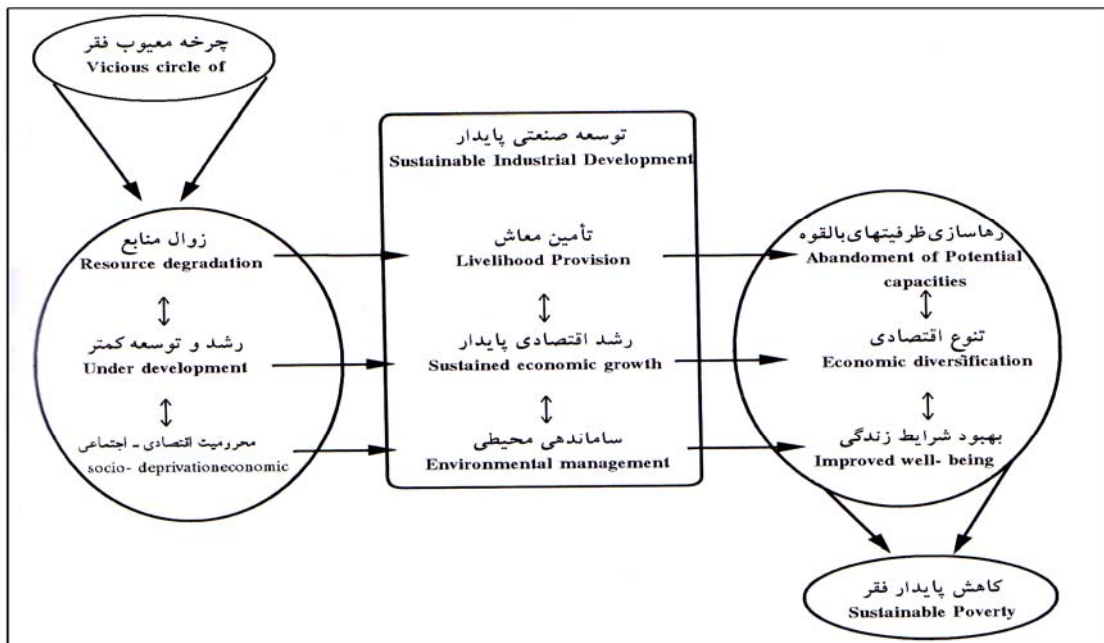 چرخه معیوب فقر
Vicious circle of
توسعه صنعتی پایدار
Sustainable Industrial Development
زوال منابع
Resource degradation
تأمین معاش
Livelihood Provision
رهاسازی ظرفیتهای بالقوه
Abandoment of Potential
capacities
رشد و توسعه کمتر
Under development
رشد اقتصادی پایدار
Sustained economic growth
تنوع اقتصادی
Economic diversification
محرومیت اقتصادی - اجتماعی
socio- deprivationeconomic
ساماندهی محیطی
Environmental management
بهبود شرایط زندگی
Improved well- being
کاهش پایدار فقر
Sustainable Poverty